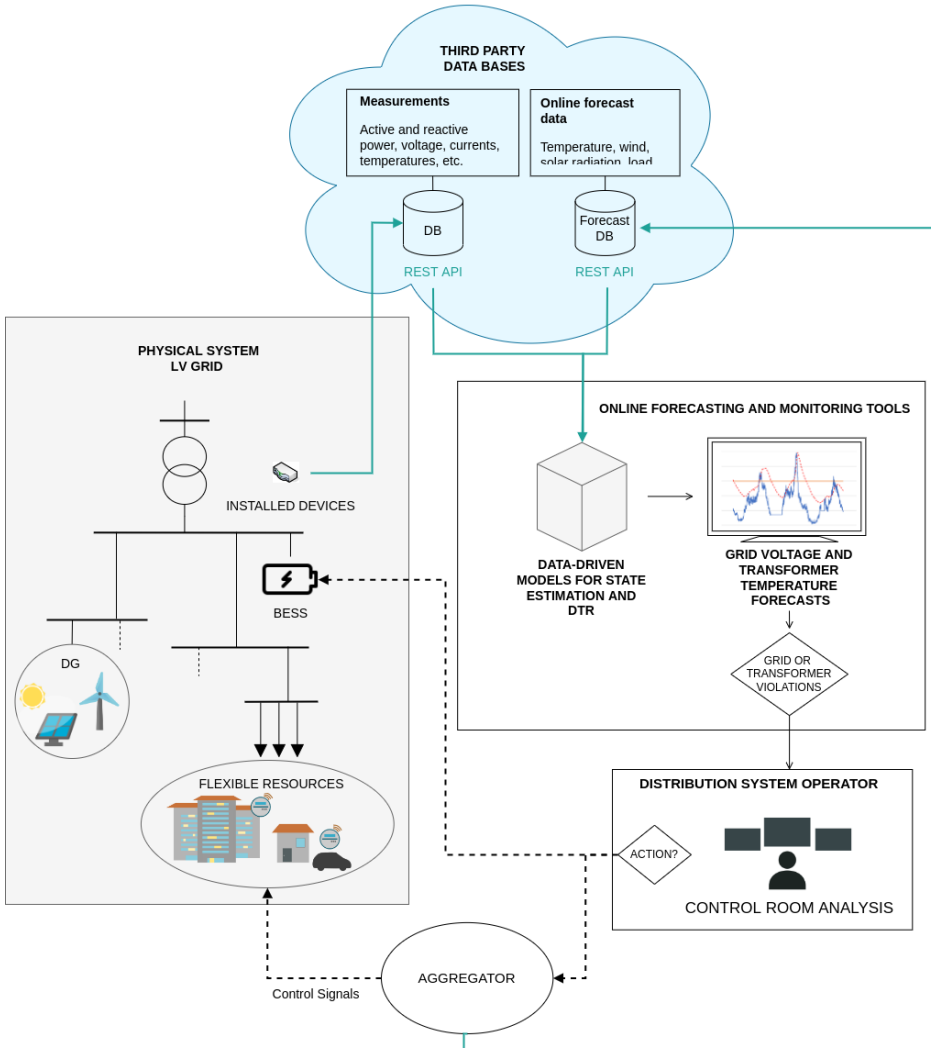 THIRD PARTY
DATA BASES
Measurements
Active and reactive
power, voltage, currents,
temperatures, etc.
Online forecast
data
Temperature, wind,
solar radiation, load
DB
Forecast
DB
REST API
REST API
PHYSICAL SYSTEM
LV GRID
INSTALLED DEVICES
BESS
DG
FLEXIBLE RESOURCES
ONLINE FORECASTING AND MONITORING TOOLS
DATA-DRIVEN
MODELS FOR STATE
ESTIMATION AND
DTR
GRID VOLTAGE AND
TRANSFORMER
TEMPERATURE
FORECASTS
GRID OR
TRANSFORMER
VIOLATIONS
DISTRIBUTION SYSTEM OPERATOR
ACTION?
CONTROL ROOM ANALYSIS
AGGREGATOR
Control Signals